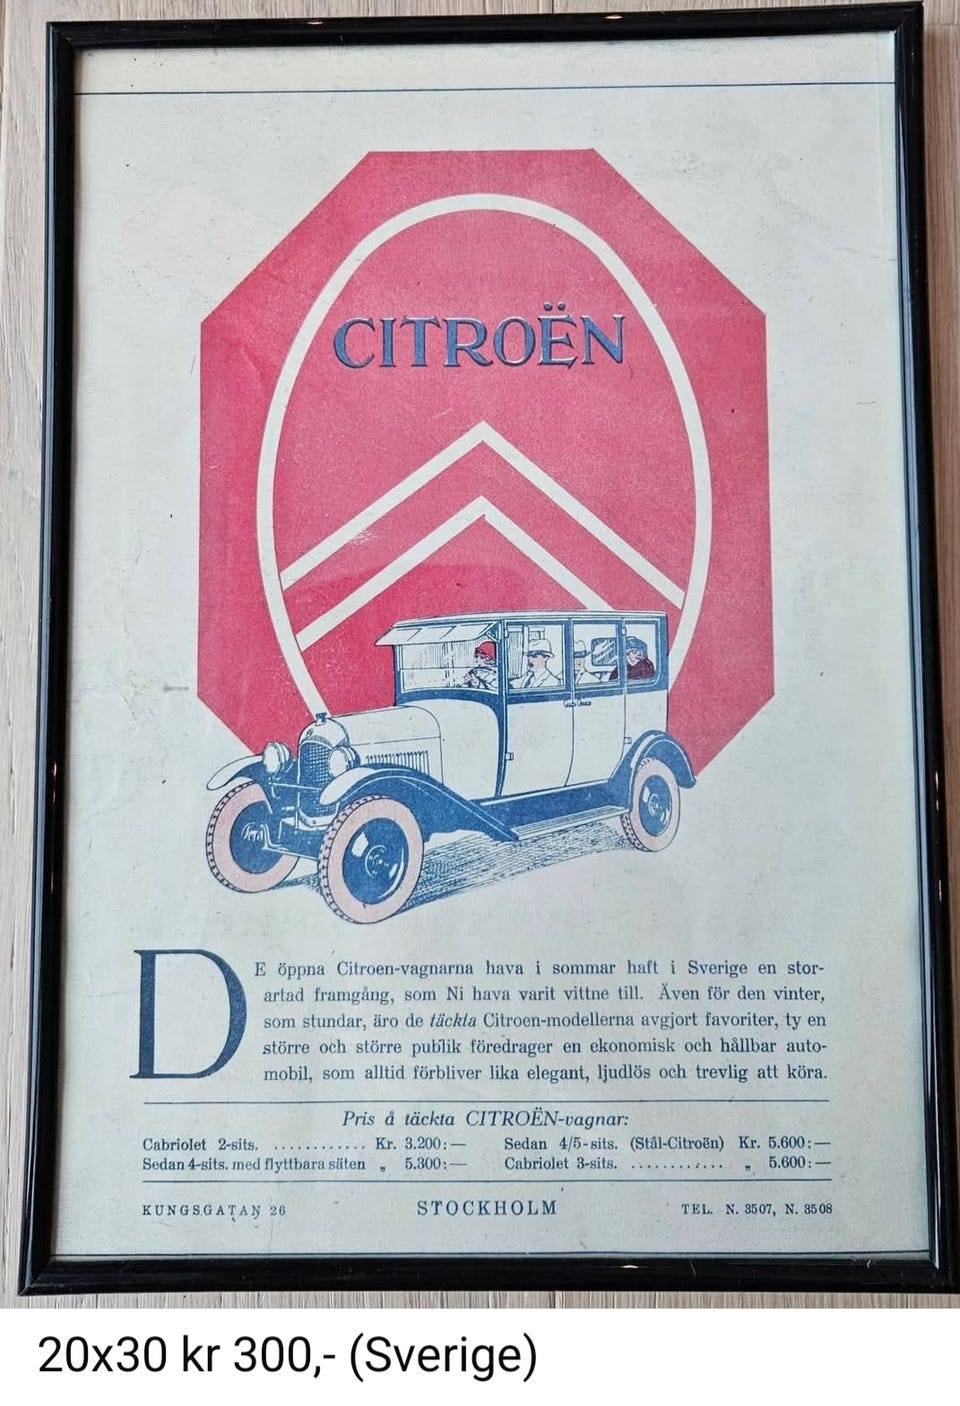 CITROËN
DE öppna Citroen-vagnarna hava i sommar haft i Sverige en stor-
artad framgång, som Ni hava varit vittne till. Även för den vinter,
som stundar, äro de täckta Citroen-modellerna avgjort favoriter, ty en
större och större publik föredrager en ekonomisk och hållbar auto-
mobil, som alltid förbliver lika elegant, ljudlös och trevlig att köra.
Pris å täckta CITROËN-vagnar:
Cabriolet 2-sits. ............ Kr. 3.200:— Sedan 4/5-sits. (Stål-Citroën) Kr. 5.600:—
Sedan 4-sits. med flyttbara säten „ 5.300:— Cabriolet 3-sits. ............ „ 5.600:—
KUNGSGATAN 26 STOCKHOLM TEL. N. 3507, N. 3508
20x30 kr 300,- (Sverige)